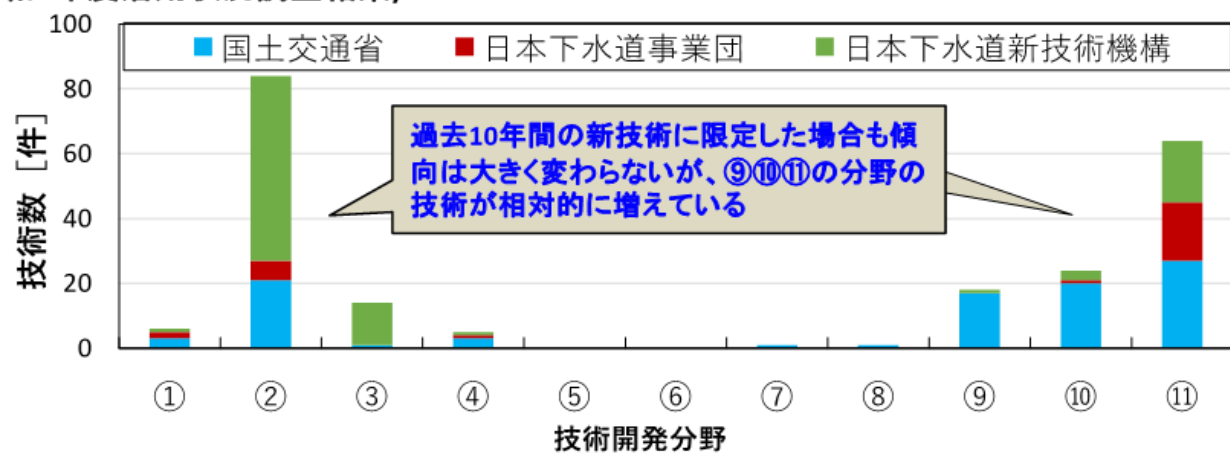 100
国土交通省 日本下水道事業団 日本下水道新技術機構
80
過去10年間の新技術に限定した場合も傾
向は大きく変わらないが、⑨⑩⑪の分野の
技術が相対的に増えている
60
40
20
0
技術数 [件]
① ② ③ ④ ⑤ ⑥ ⑦ ⑧ ⑨ ⑩ ⑪
技術開発分野